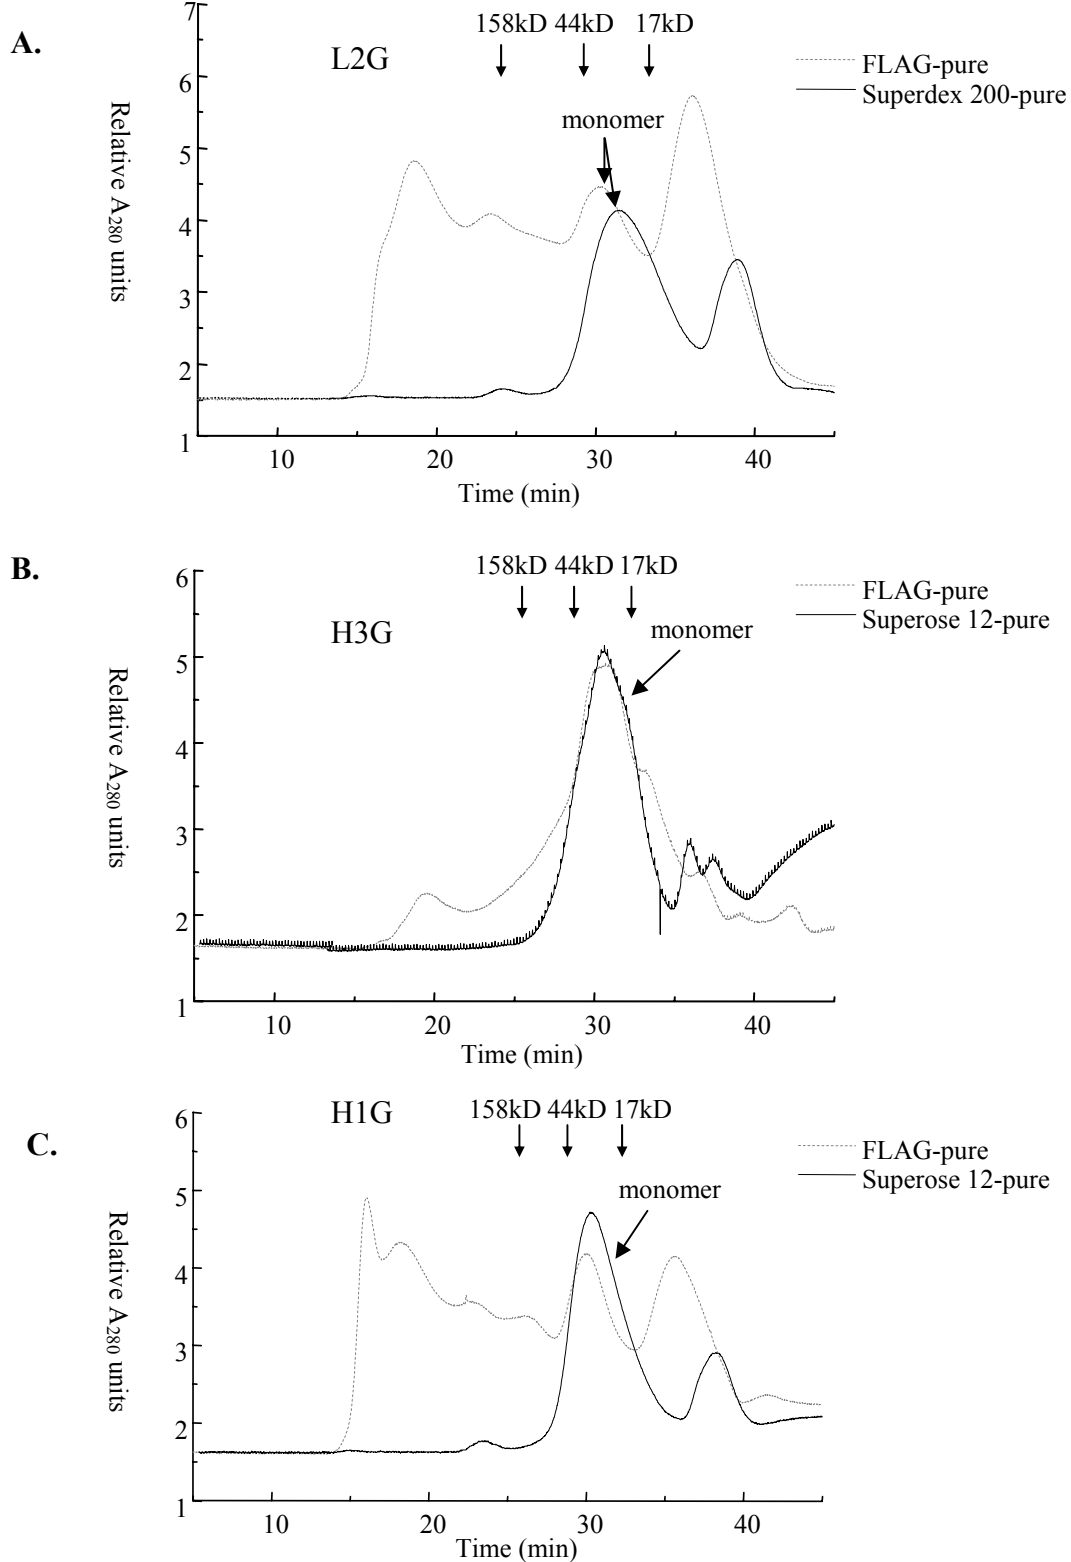 A.
L2G
158kD 44kD 17kD
monomer
FLAG-pure
Superdex 200-pure
Relative A280 units
7
6
5
4
3
2
1
10 20 30 40
Time (min)
B.
H3G
158kD 44kD 17kD
monomer
FLAG-pure
Superose 12-pure
Relative A280 units
6
5
4
3
2
1
10 20 30 40
Time (min)
C.
H1G
158kD 44kD 17kD
monomer
FLAG-pure
Superose 12-pure
Relative A280 units
6
5
4
3
2
1
10 20 30 40
Time (min)